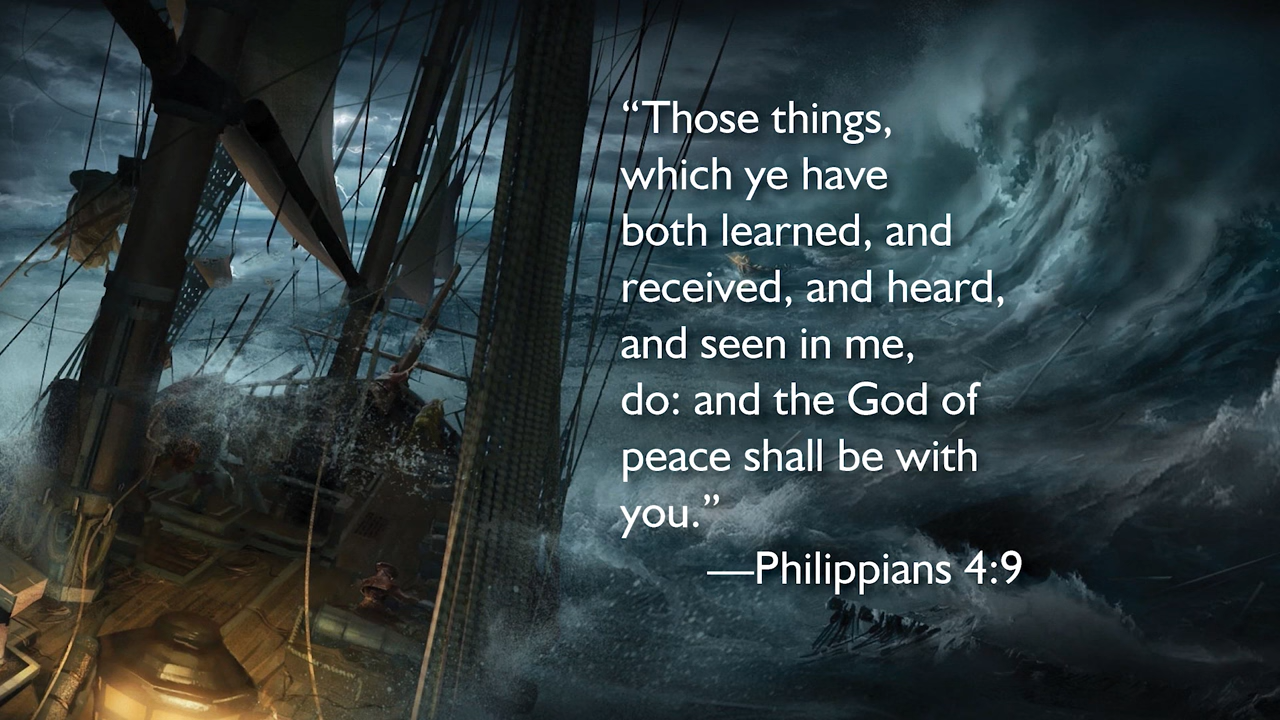 “Those things,
which ye have
both learned, and
received, and heard,
and seen in me,
do: and the God of
peace shall be with
you.”
—Philippians 4:9